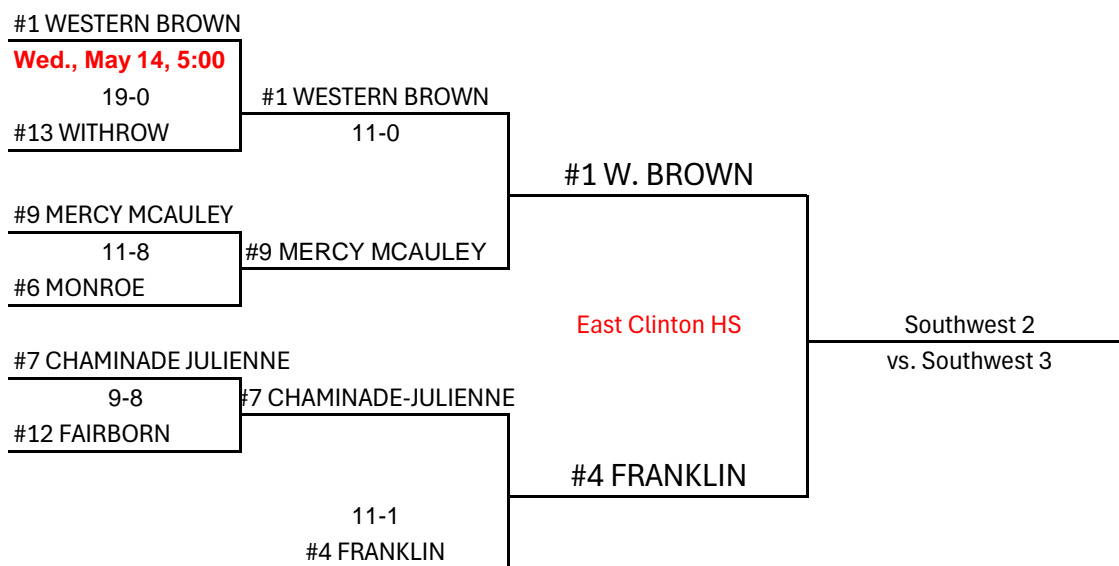 #1 WESTERN BROWN
Wed., May 14, 5:00
19-0
#13 WITHROW
#1 WESTERN BROWN
11-0
#9 MERCY MCAULEY
11-8
#6 MONROE
#9 MERCY MCAULEY
#1 W. BROWN
East Clinton HS
Southwest 2
vs. Southwest 3
#7 CHAMINADE JULIENNE
9-8
#12 FAIRBORN
#7 CHAMINADE-JULIENNE
#4 FRANKLIN
11-1
#4 FRANKLIN